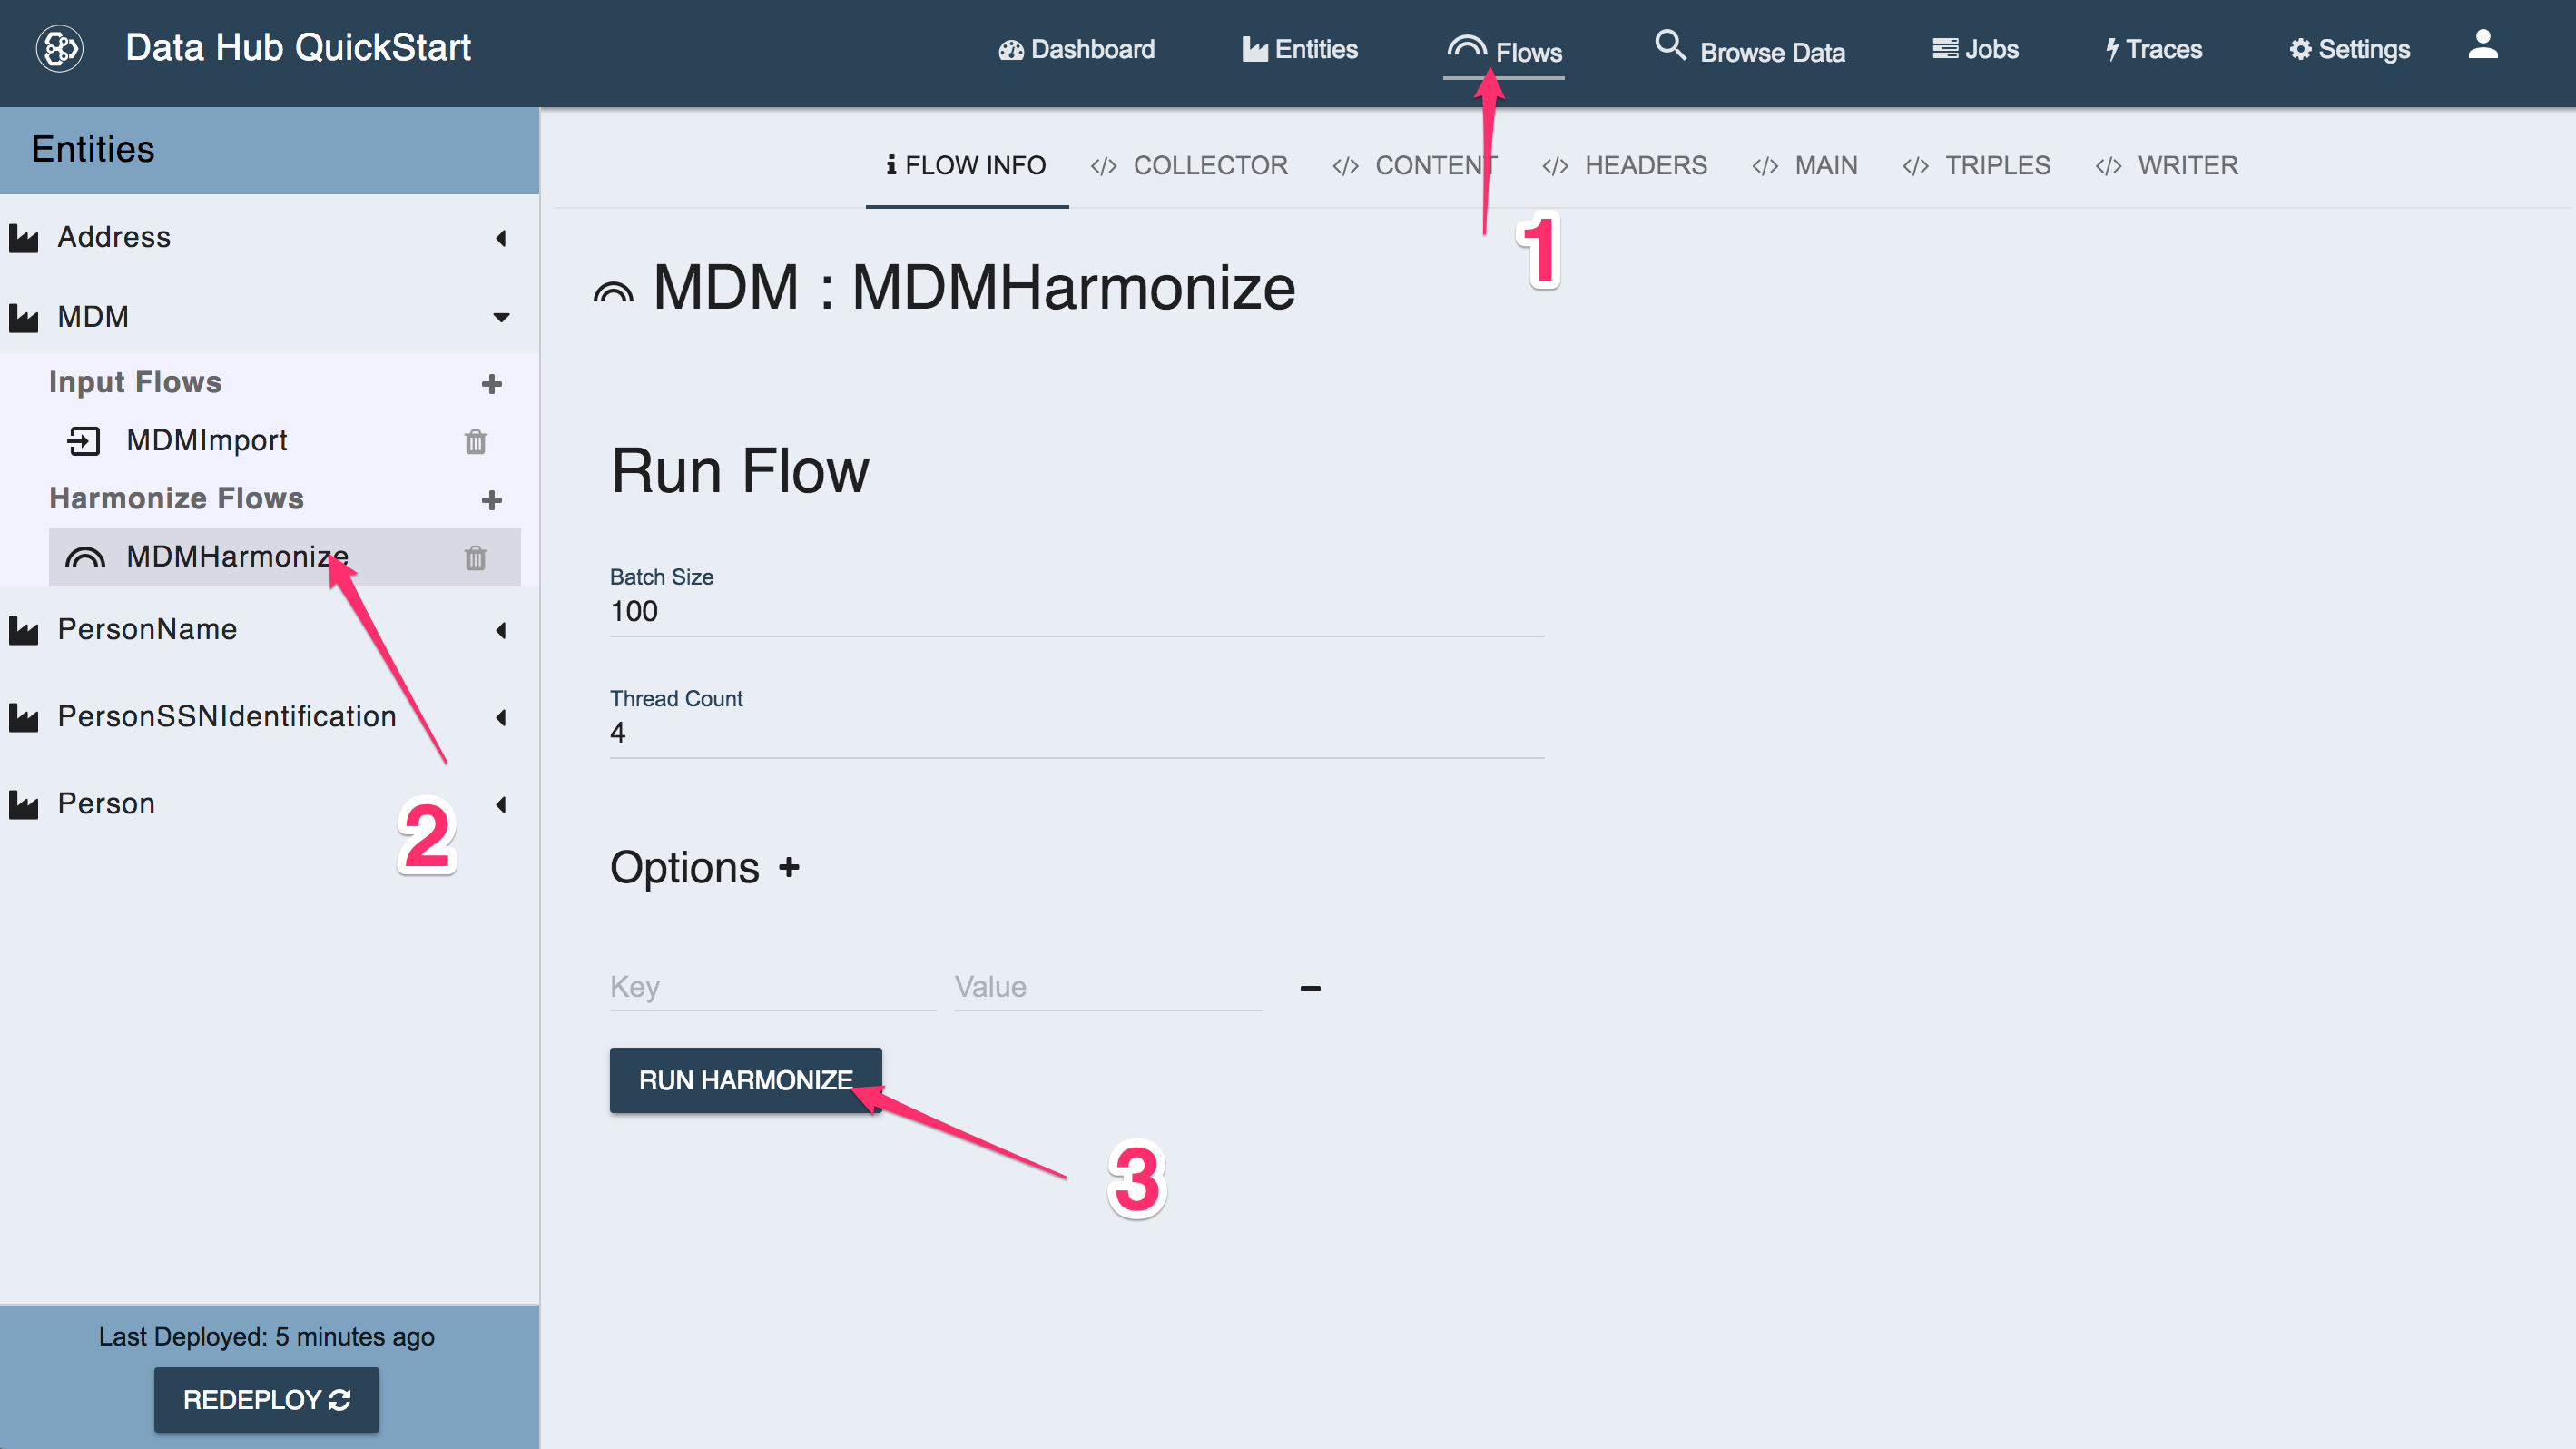 Data Hub QuickStart
Dashboard Entities Flows Browse Data Jobs Traces Settings
Entities
Address
MDM
Input Flows
MDMImport
Harmonize Flows
MDMHarmonize
PersonName
PersonSSNIdentification
Person
2
Last Deployed: 5 minutes ago
REDEPLOY
FLOW INFO </> COLLECTOR </> CONTENT </> HEADERS </> MAIN </> TRIPLES </> WRITER
1
MDM : MDMHarmonize
Run Flow
Batch Size
100
Thread Count
4
Options +
Key Value
RUN HARMONIZE
3